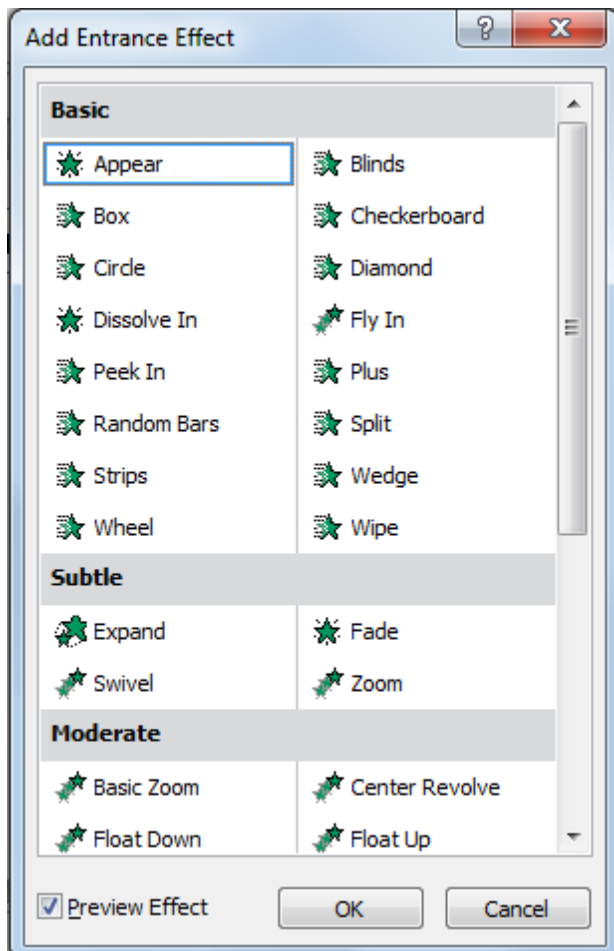 Add Entrance Effect
?
Basic
Appear Blinds
Box Checkerboard
Circle Diamond
Dissolve In Fly In
Peek In Plus
Random Bars Split
Strips Wedge
Wheel Wipe
Subtle
Expand Fade
Swivel Zoom
Moderate
Basic Zoom Center Revolve
Float Down Float Up
Preview Effect OK Cancel